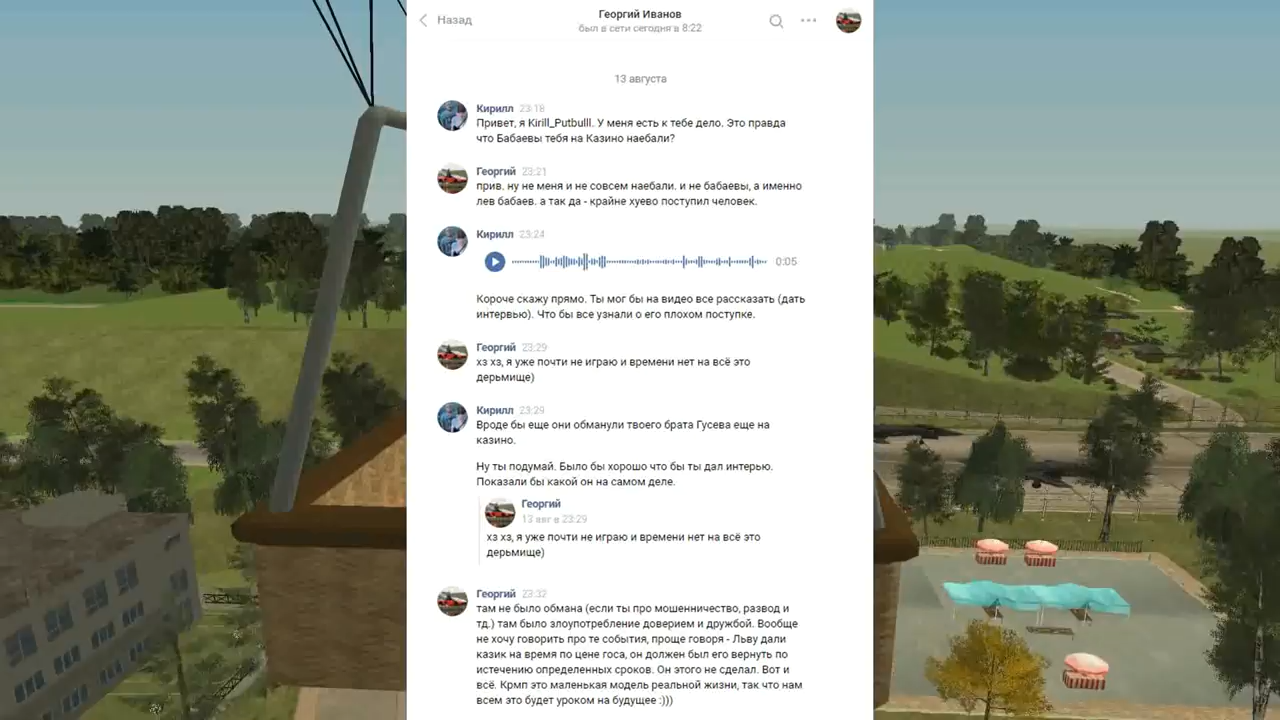 Назад
Георгий Иванов
был в сети сегодня в 8:22
13 августа
Кирилл 23:18
Привет, я Kirill_Putbulll. У меня есть к тебе дело. Это правда
что Бабаевы тебя на Казино наебали?
Георгий 23:21
прив. ну не меня и не совсем наебали. и не бабаевы, а именно
лев бабаев. а так да - крайне хуево поступил человек.
Кирилл 23:24
0:05
Короче скажу прямо. Ты мог бы на видео все рассказать (дать
интервью). Что бы все узнали о его плохом поступке.
Георгий 23:29
хз хз, я уже почти не играю и времени нет на всё это
дерьмище)
Кирилл 23:29
Вроде бы еще они обманули твоего брата Гусева еще на
казино.
Ну ты подумай. Было бы хорошо что бы ты дал интерью.
Показали бы какой он на самом деле.
Георгий
13 авг в 23:29
хз хз, я уже почти не играю и времени нет на всё это
дерьмище)
Георгий 23:32
там не было обмана (если ты про мошенничество, развод и
тд.) там было злоупотребление доверием и дружбой. Вообще
не хочу говорить про те события, проще говоря - Льву дали
казик на время по цене госа, он должен был его вернуть по
истечению определенных сроков. Он этого не сделал. Вот и
всё. Крмп это маленькая модель реальной жизни, так что нам
всем это будет уроком на будущее :)))